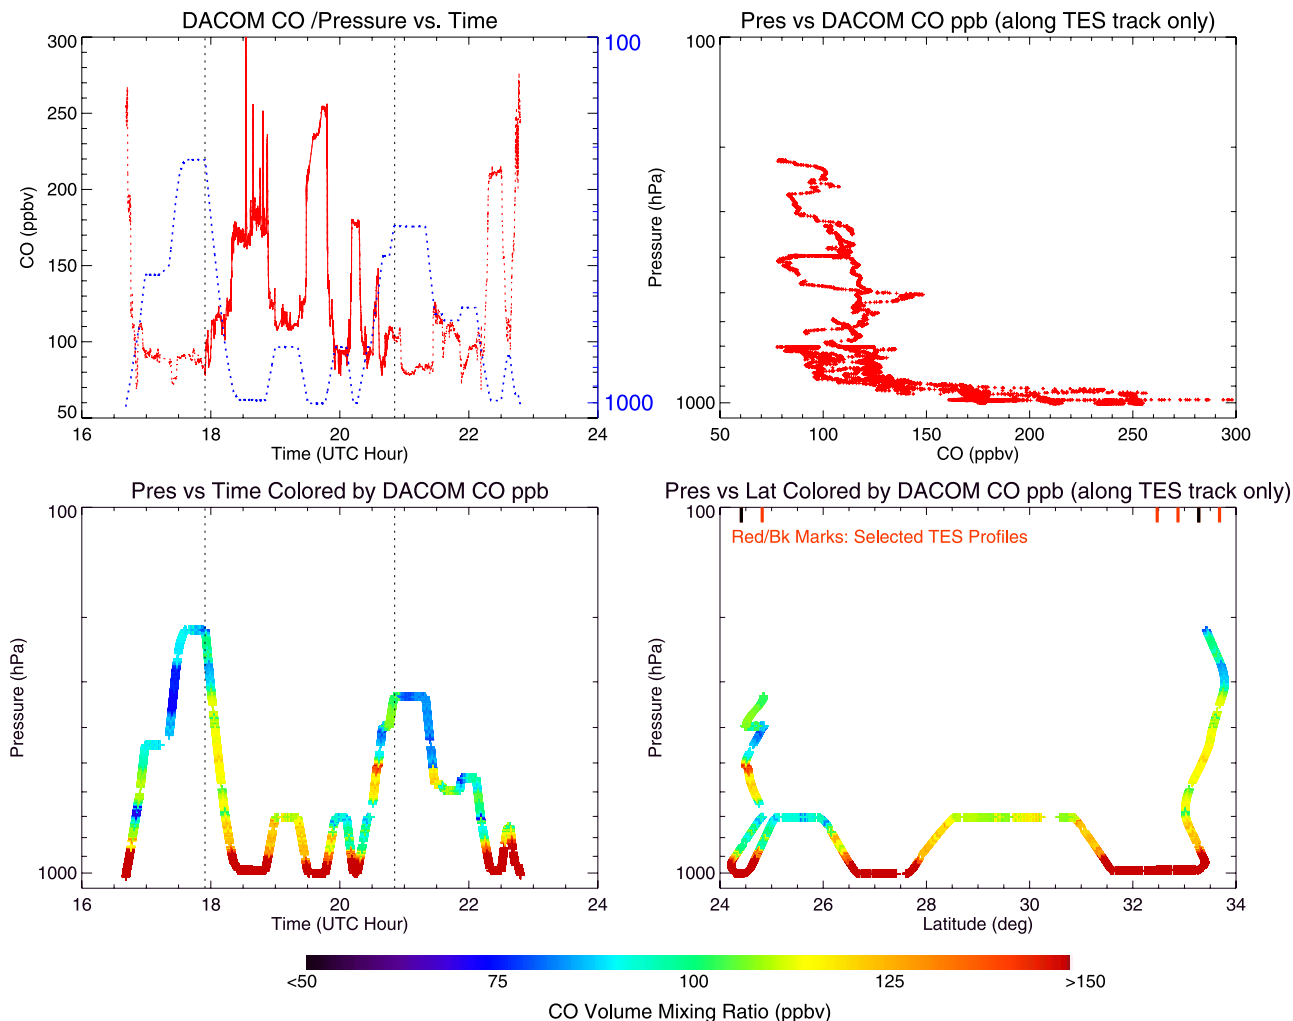 DACOM CO /Pressure vs. Time
300
250
200
150
100
50
CO (ppbv)
100
1000
16
18
20
22
24
Time (UTC Hour)
Pres vs DACOM CO ppb (along TES track only)
100
1000
Pressure (hPa)
50
100
150
200
250
300
CO (ppbv)
Pres vs Time Colored by DACOM CO ppb
100
1000
Pressure (hPa)
16
18
20
22
24
Time (UTC Hour)
Pres vs Lat Colored by DACOM CO ppb (along TES track only)
Red/Bk Marks: Selected TES Profiles
100
1000
Pressure (hPa)
24
26
28
30
32
34
Latitude (deg)
<50
75
100
125
>150
CO Volume Mixing Ratio (ppbv)